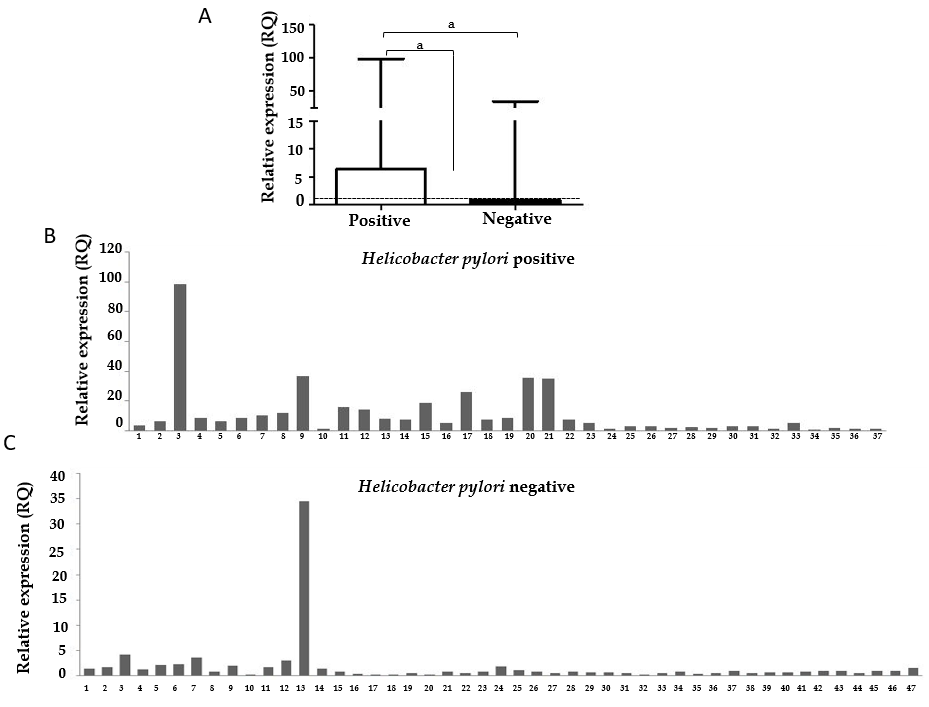 A
Relative expression (RQ)
150
100
50
15
10
5
0
a
a
Positive
Negative
B
Relative expression (RQ)
Helicobacter pylori positive
120
100
80
60
40
20
0
1 2 3 4 5 6 7 8 9 10 11 12 13 14 15 16 17 18 19 20 21 22 23 24 25 26 27 28 29 30 31 32 33 34 35 36 37
C
Relative expression (RQ)
Helicobacter pylori negative
40
35
30
25
20
15
10
5
0
1 2 3 4 5 6 7 8 9 10 11 12 13 14 15 16 17 18 19 20 21 22 23 24 25 26 27 28 29 30 31 32 33 34 35 36 37 38 39 40 41 42 43 44 45 46 47